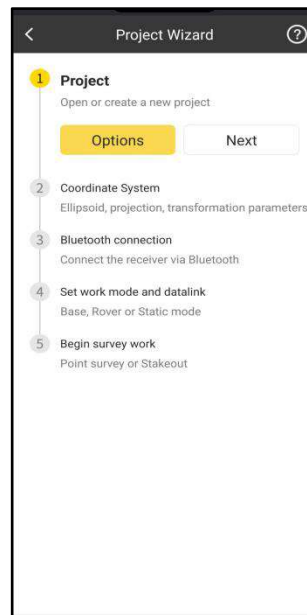 Project Wizard
?
1 Project
Open or create a new project
Options Next
2 Coordinate System
Ellipsoid, projection, transformation parameters
3 Bluetooth connection
Connect the receiver via Bluetooth
4 Set work mode and datalink
Base, Rover or Static mode
5 Begin survey work
Point survey or Stakeout